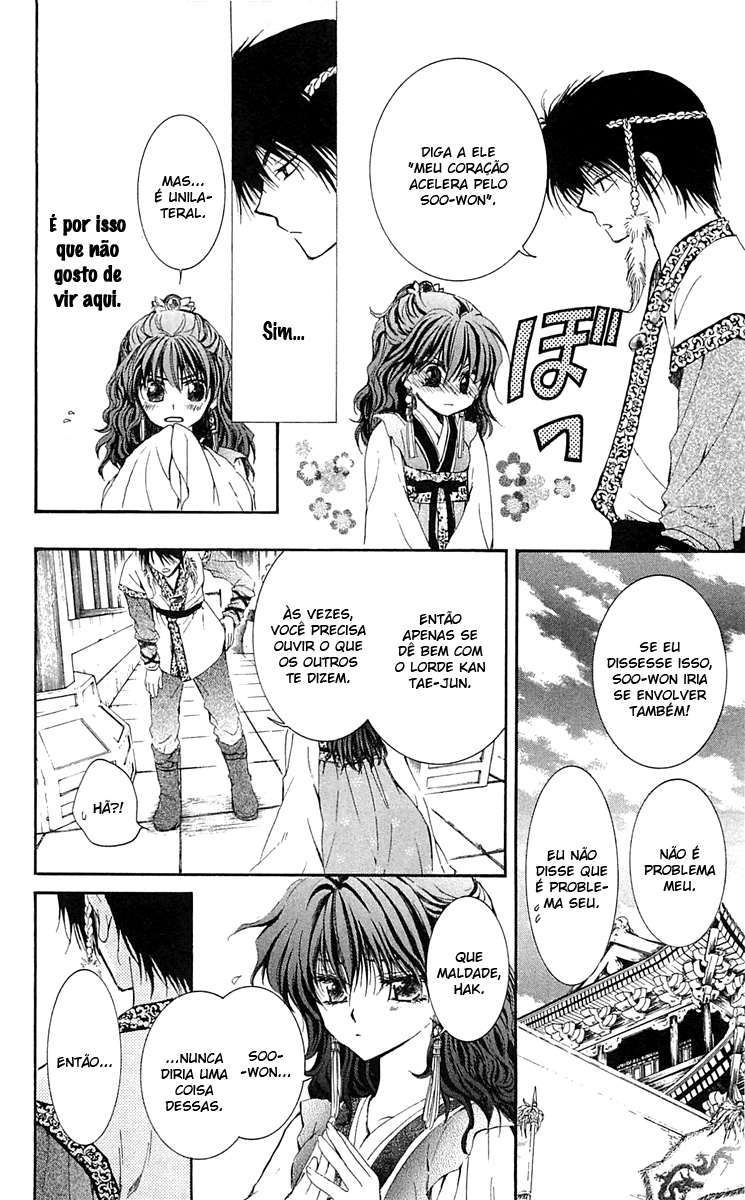 DIGA A ELE
"MEU CORAÇÃO
ACELERA PELO
SOO-WON".
ぼっ
Sim...
MAS...
É UNILA-
TERAL.
É por isso
que não
gosto de
vir aqui.
SE EU
DISSESSE ISSO,
SOO-WON IRIA
SE ENVOLVER
TAMBÉM!
NÃO É
PROBLEMA
MEU.
EU NÃO
DISSE QUE
É PROBLE-
MA SEU.
ENTÃO
APENAS SE
DÊ BEM COM
O LORDE KAN
TAE-JUN.
ÀS VEZES,
VOCÊ PRECISA
OUVIR O QUE
OS OUTROS
TE DIZEM.
HÃ?!
QUE
MALDADE,
HAK.
SOO-
-WON...
...NUNCA
DIRIA UMA
COISA
DESSAS.
ENTÃO...